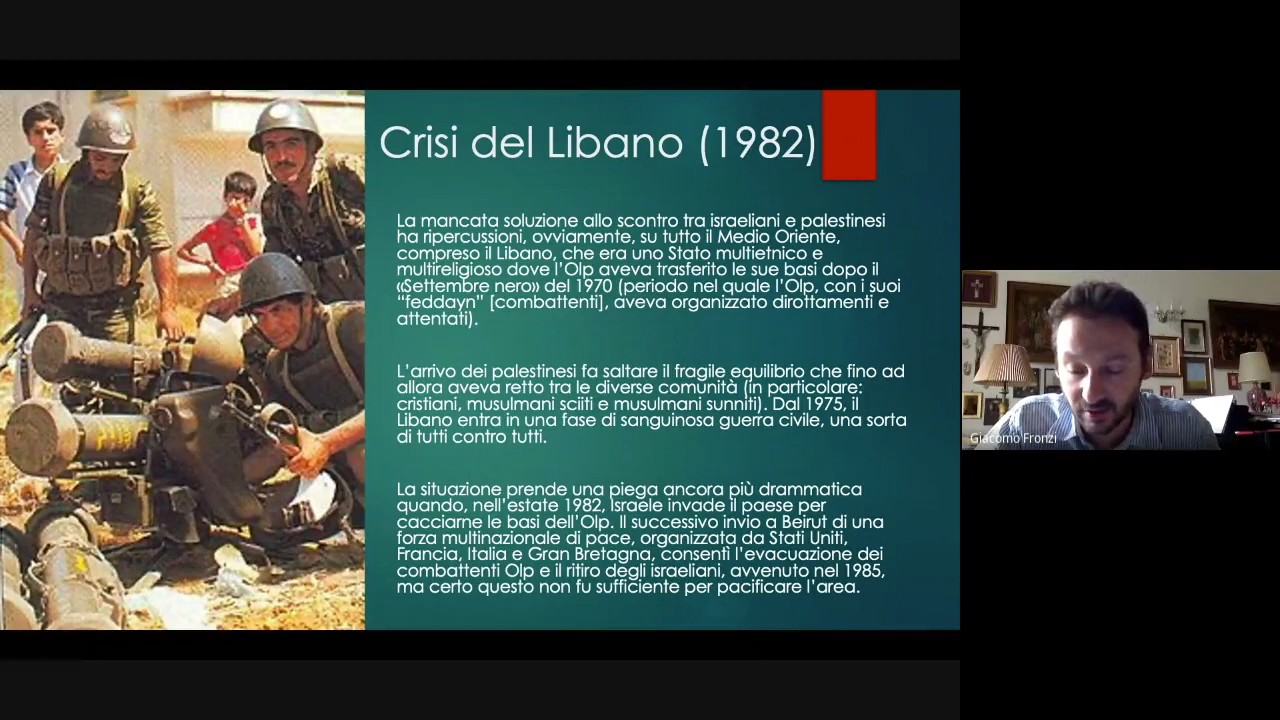 Crisi del Libano (1982)
La mancata soluzione allo scontro tra israeliani e palestinesi
ha ripercussioni, ovviamente, su tutto il Medio Oriente,
compreso il Libano, che era uno Stato multietnico e
multireligioso dove l’Olp aveva trasferito le sue basi dopo il
«Settembre nero» del 1970 (periodo nel quale l’Olp, con i suoi
“feddayn” [combattenti], aveva organizzato dirottamenti e
attentati).
L’arrivo dei palestinesi fa saltare il fragile equilibrio che fino ad
allora aveva retto tra le diverse comunità (in particolare:
cristiani, musulmani sciiti e musulmani sunniti). Dal 1975, il
Libano entra in una fase di sanguinosa guerra civile, una sorta
di tutti contro tutti.
La situazione prende una piega ancora più drammatica
quando, nell’estate 1982, Israele invade il paese per
cacciarne le basi dell’Olp. Il successivo invio a Beirut di una
forza multinazionale di pace, organizzata da Stati Uniti,
Francia, Italia e Gran Bretagna, consentì l’evacuazione dei
combattenti Olp e il ritiro degli israeliani, avvenuto nel 1985,
ma certo questo non fu sufficiente per pacificare l’area.
Giacomo Fronzi